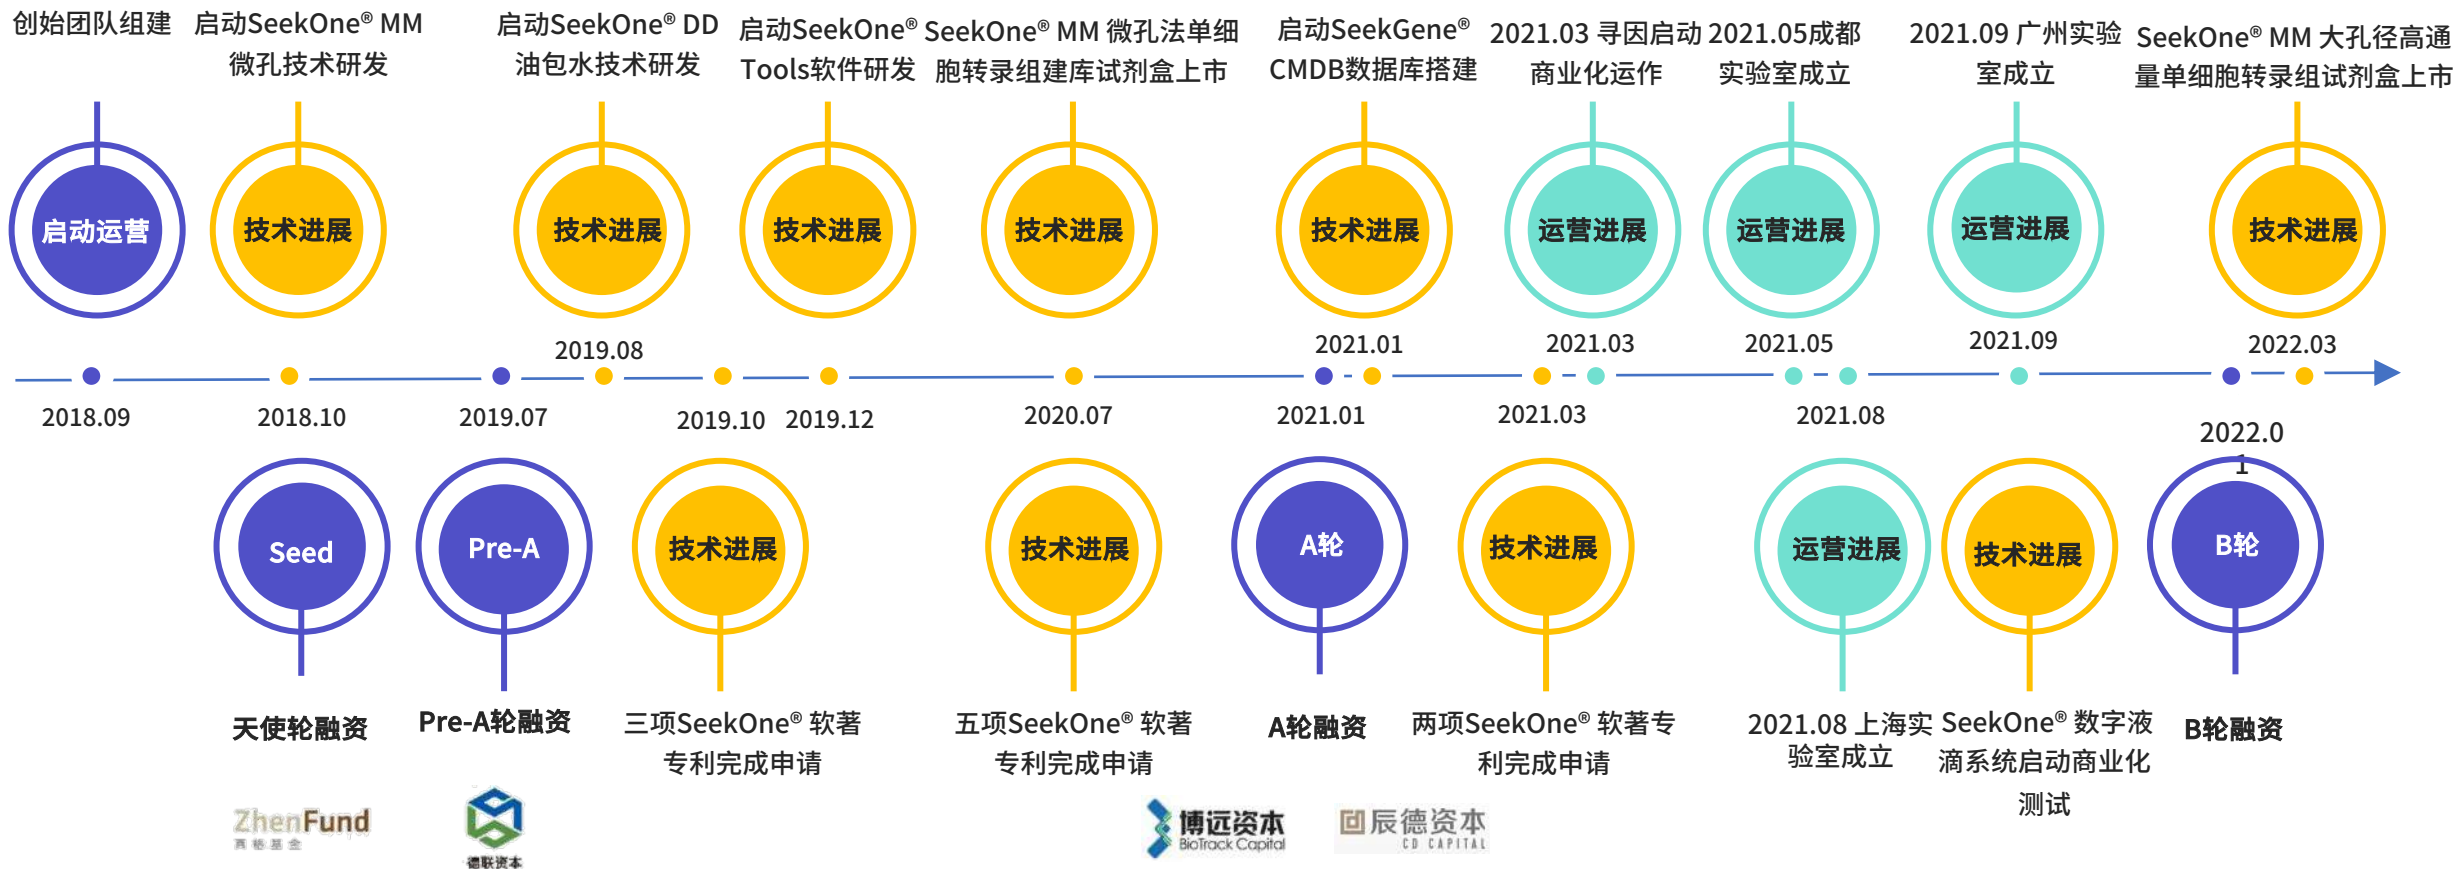 创始团队组建
启动SeekOne® MM
微孔技术研发
启动SeekOne® DD
油包水技术研发
启动SeekOne®
Tools软件研发
SeekOne® MM 微孔法单细
胞转录组建库试剂盒上市
启动SeekGene®
CMDB数据库搭建
2021.03 寻因启动
商业化运作
2021.05成都
实验室成立
2021.09 广州实验
室成立
SeekOne® MM 大孔径高通
量单细胞转录组试剂盒上市
启动运营
技术进展
技术进展
技术进展
技术进展
技术进展
运营进展
运营进展
运营进展
技术进展
2019.08
2021.01
2021.03
2021.05
2021.09
2022.03
2018.09
2018.10
2019.07
2019.10
2019.12
2020.07
2021.01
2021.03
2021.08
2022.0
1
Seed
Pre-A
技术进展
技术进展
A轮
技术进展
运营进展
技术进展
B轮
天使轮融资
Pre-A轮融资
三项SeekOne® 软著
专利完成申请
五项SeekOne® 软著
专利完成申请
A轮融资
两项SeekOne® 软著专
利完成申请
2021.08 上海实
验室成立
SeekOne® 数字液
滴系统启动商业化
测试
B轮融资
ZhenFund
真格基金
德联资本
博远资本
BioTrack Capital
辰德资本
CD CAPITAL